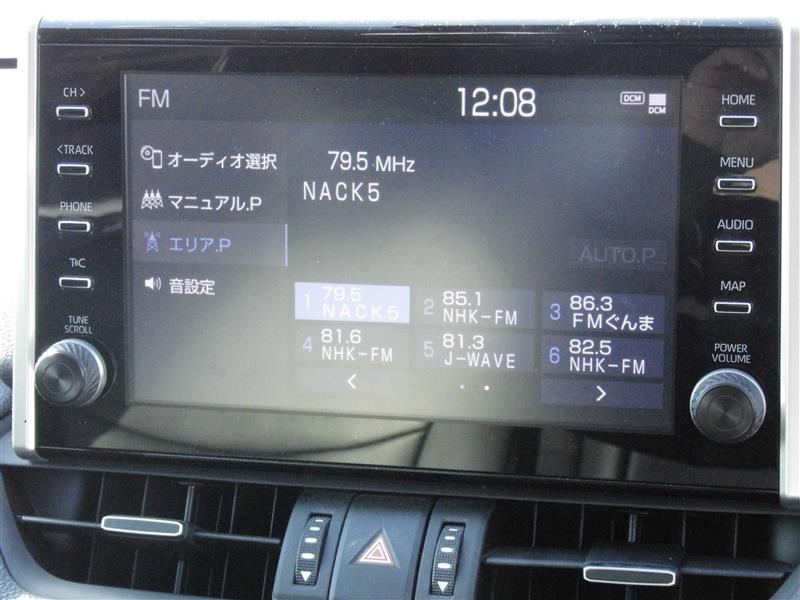 CH >
< TRACK
PHONE
T&C
TUNE
SCROLL
FM
12:08
DCM
DCM
オーディオ選択
マニュアル.P
エリア.P
音設定
79.5 MHz
NACK5
AUTO.P
1 79.5
NACK5
2 85.1
NHK-FM
3 86.3
FMぐんま
4 81.6
NHK-FM
5 81.3
J-WAVE
6 82.5
NHK-FM
<
>
HOME
MENU
AUDIO
MAP
POWER
VOLUME